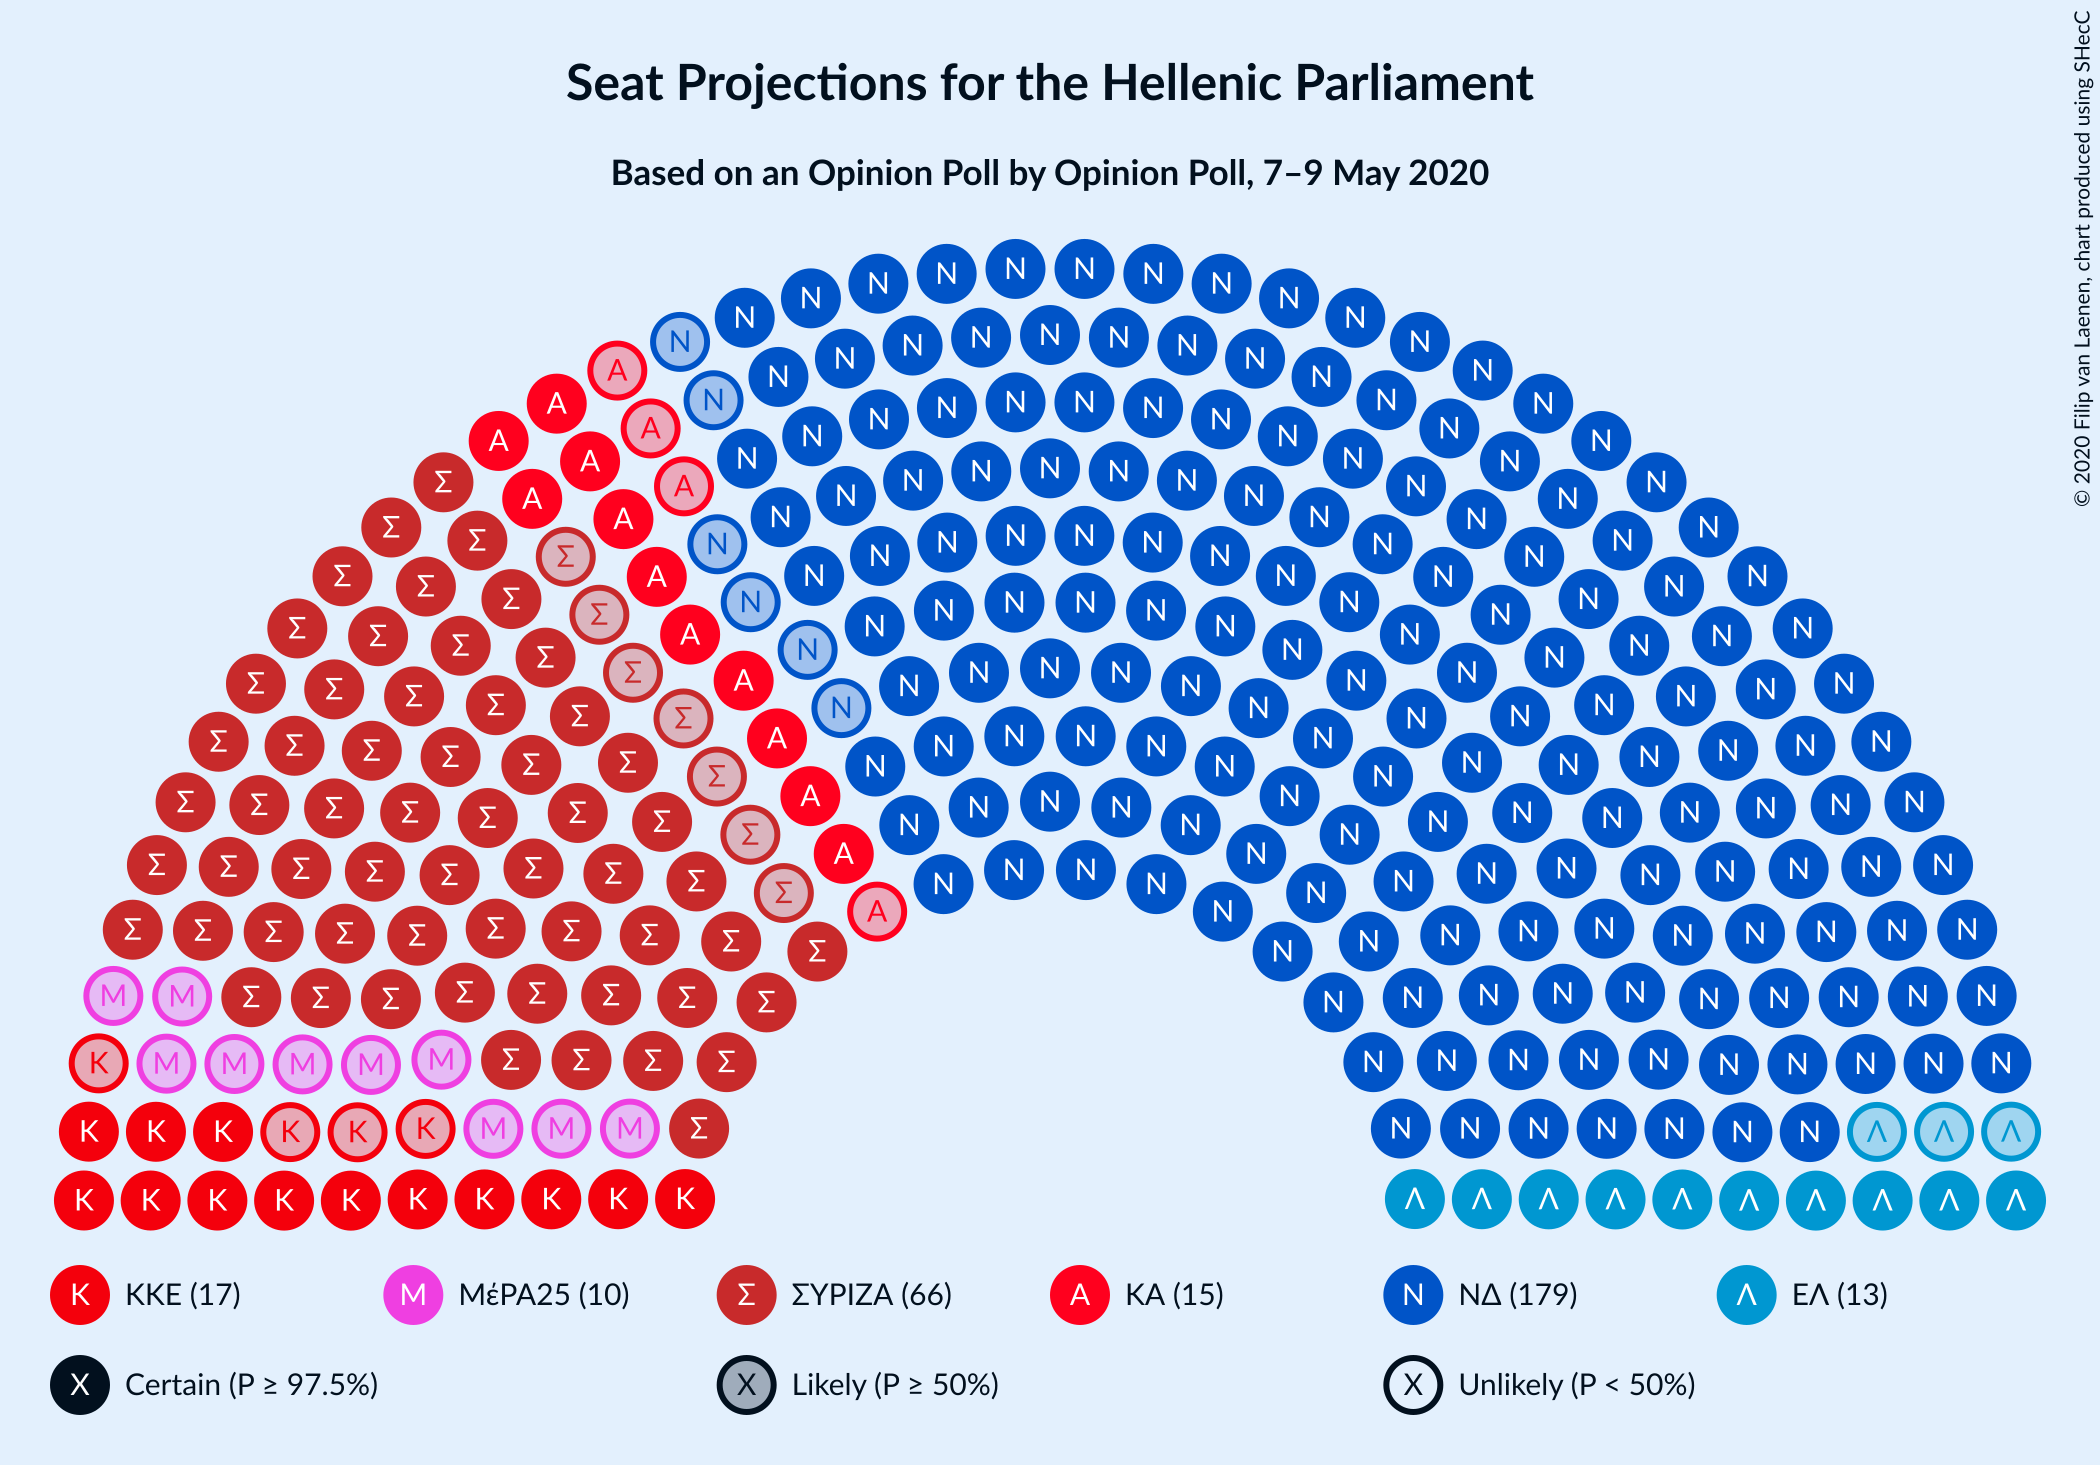 Seat Projections for the Hellenic Parliament
Based on an Opinion Poll by Opinion Poll, 7–9 May 2020
© 2020 Filip van Laenen, chart produced using SHecC
K ΚΚΕ (17)
M ΜέΡΑ25 (10)
Σ ΣΥΡΙΖΑ (66)
A ΚΑ (15)
N ΝΔ (179)
Λ ΕΛ (13)
X Certain (P ≥ 97.5%)
X Likely (P ≥ 50%)
X Unlikely (P < 50%)